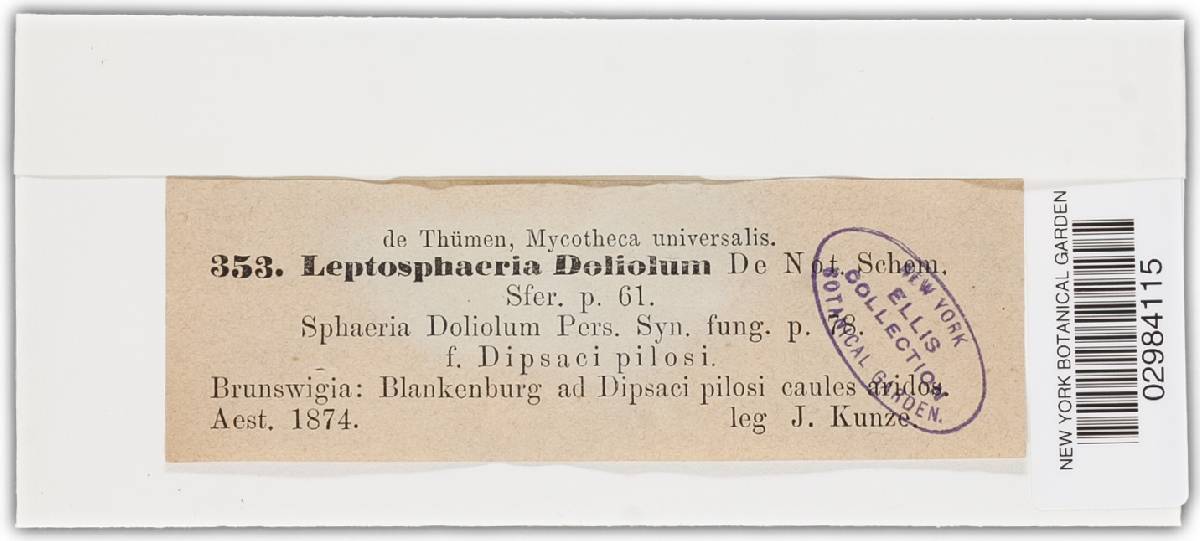 de Thümen, Mycotheca universalis.
353. Leptosphaeria Doliolum De Not. Schem.
Sfer. p. 61.
Sphaeria Doliolum Pers. Syn. fung. p. 78.
f. Dipsaci pilosi.
Brunswigia: Blankenburg ad Dipsaci pilosi caules aridos.
Aest. 1874. leg J. Kunze.
NEW YORK
ELLIS
COLLECTION
BOTANICAL GARDEN.
NEW YORK BOTANICAL GARDEN
02984115